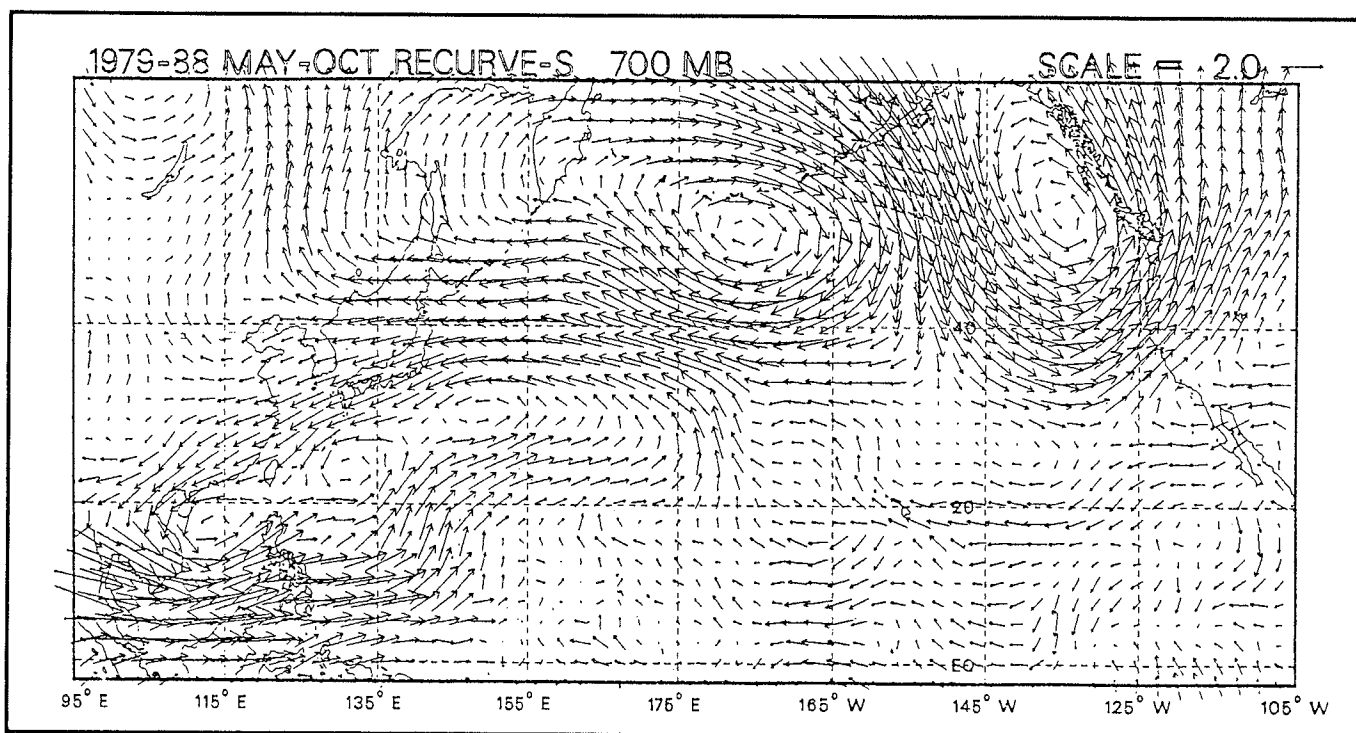 1979-88 MAY-OCT RECURVE-S 700 MB SCALE = 2.0
40
20
EQ
95° E 115° E 135° E 155° E 175° E 165° W 145° W 125° W 105° W